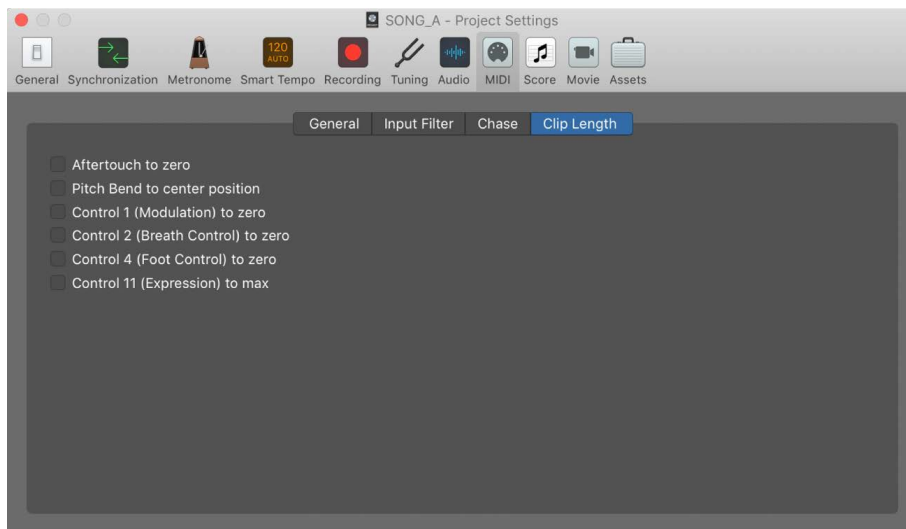 SONG_A - Project Settings
120
AUTO
General Synchronization Metronome Smart Tempo Recording Tuning Audio MIDI Score Movie Assets
General Input Filter Chase Clip Length
Aftertouch to zero
Pitch Bend to center position
Control 1 (Modulation) to zero
Control 2 (Breath Control) to zero
Control 4 (Foot Control) to zero
Control 11 (Expression) to max